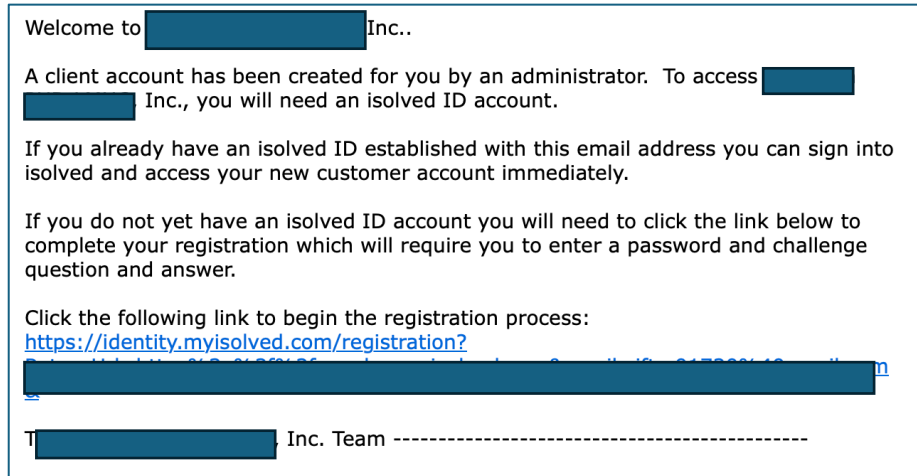 Welcome to Inc..
A client account has been created for you by an administrator. To access
Inc., you will need an isolved ID account.
If you already have an isolved ID established with this email address you can sign into
isolved and access your new customer account immediately.
If you do not yet have an isolved ID account you will need to click the link below to
complete your registration which will require you to enter a password and challenge
question and answer.
Click the following link to begin the registration process:
https://identity.myisolved.com/registration?
T , Inc. Team ----------------------------------------------